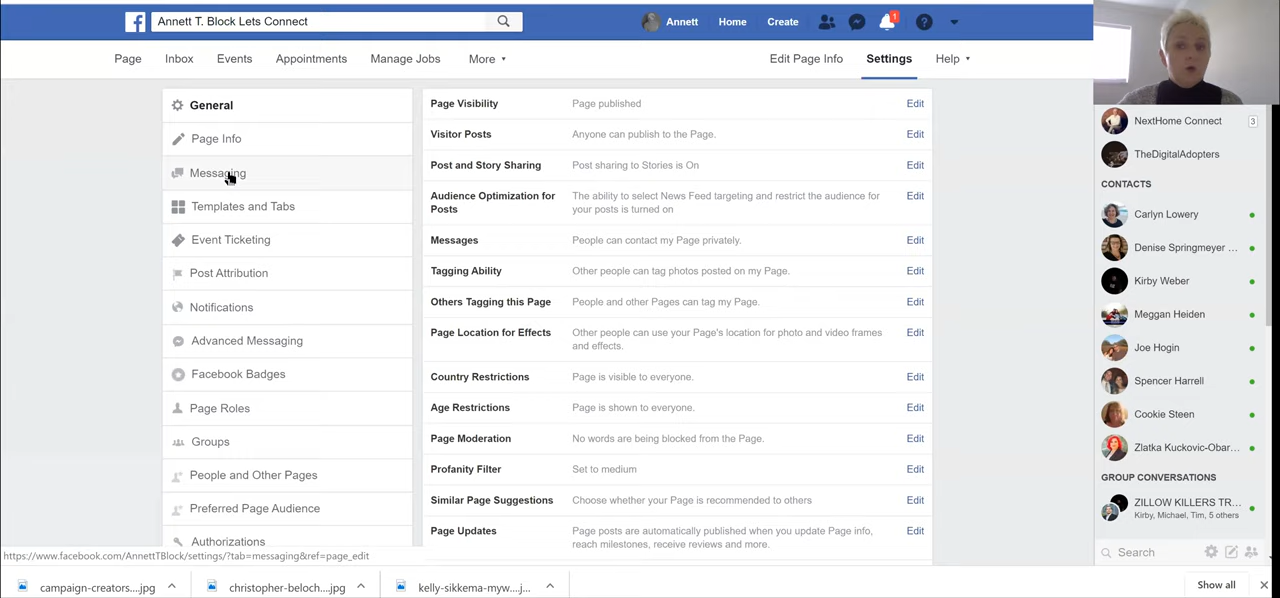 Annett T. Block Lets Connect
Annett Home Create 1
Page Inbox Events Appointments Manage Jobs More Edit Page Info Settings Help
General
Page Info
Messaging
Templates and Tabs
Event Ticketing
Post Attribution
Notifications
Advanced Messaging
Facebook Badges
Page Roles
Groups
People and Other Pages
Preferred Page Audience
Authorizations
Page Visibility Page published Edit
Visitor Posts Anyone can publish to the Page. Edit
Post and Story Sharing Post sharing to Stories is On Edit
Audience Optimization for
Posts
The ability to select News Feed targeting and restrict the audience for
your posts is turned on
Edit
Messages People can contact my Page privately. Edit
Tagging Ability Other people can tag photos posted on my Page. Edit
Others Tagging this Page People and other Pages can tag my Page. Edit
Page Location for Effects Other people can use your Page's location for photo and video frames
and effects.
Edit
Country Restrictions Page is visible to everyone. Edit
Age Restrictions Page is shown to everyone. Edit
Page Moderation No words are being blocked from the Page. Edit
Profanity Filter Set to medium Edit
Similar Page Suggestions Choose whether your Page is recommended to others Edit
Page Updates Page posts are automatically published when you update Page info,
reach milestones, receive reviews and more.
Edit
NextHome Connect 3
TheDigitalAdopters
CONTACTS
Carlyn Lowery
Denise Springmeyer ...
Kirby Weber
Meggan Heiden
Joe Hogin
Spencer Harrell
Cookie Steen
Zlatka Kuckovic-Obar...
GROUP CONVERSATIONS
ZILLOW KILLERS TR...
Kirby, Michael, Tim, 5 others
Search
https://www.facebook.com/AnnettTBlock/settings/?tab=messaging&ref=page_edit
campaign-creators....jpg christopher-beloch....jpg kelly-sikkema-myw....j... Show all